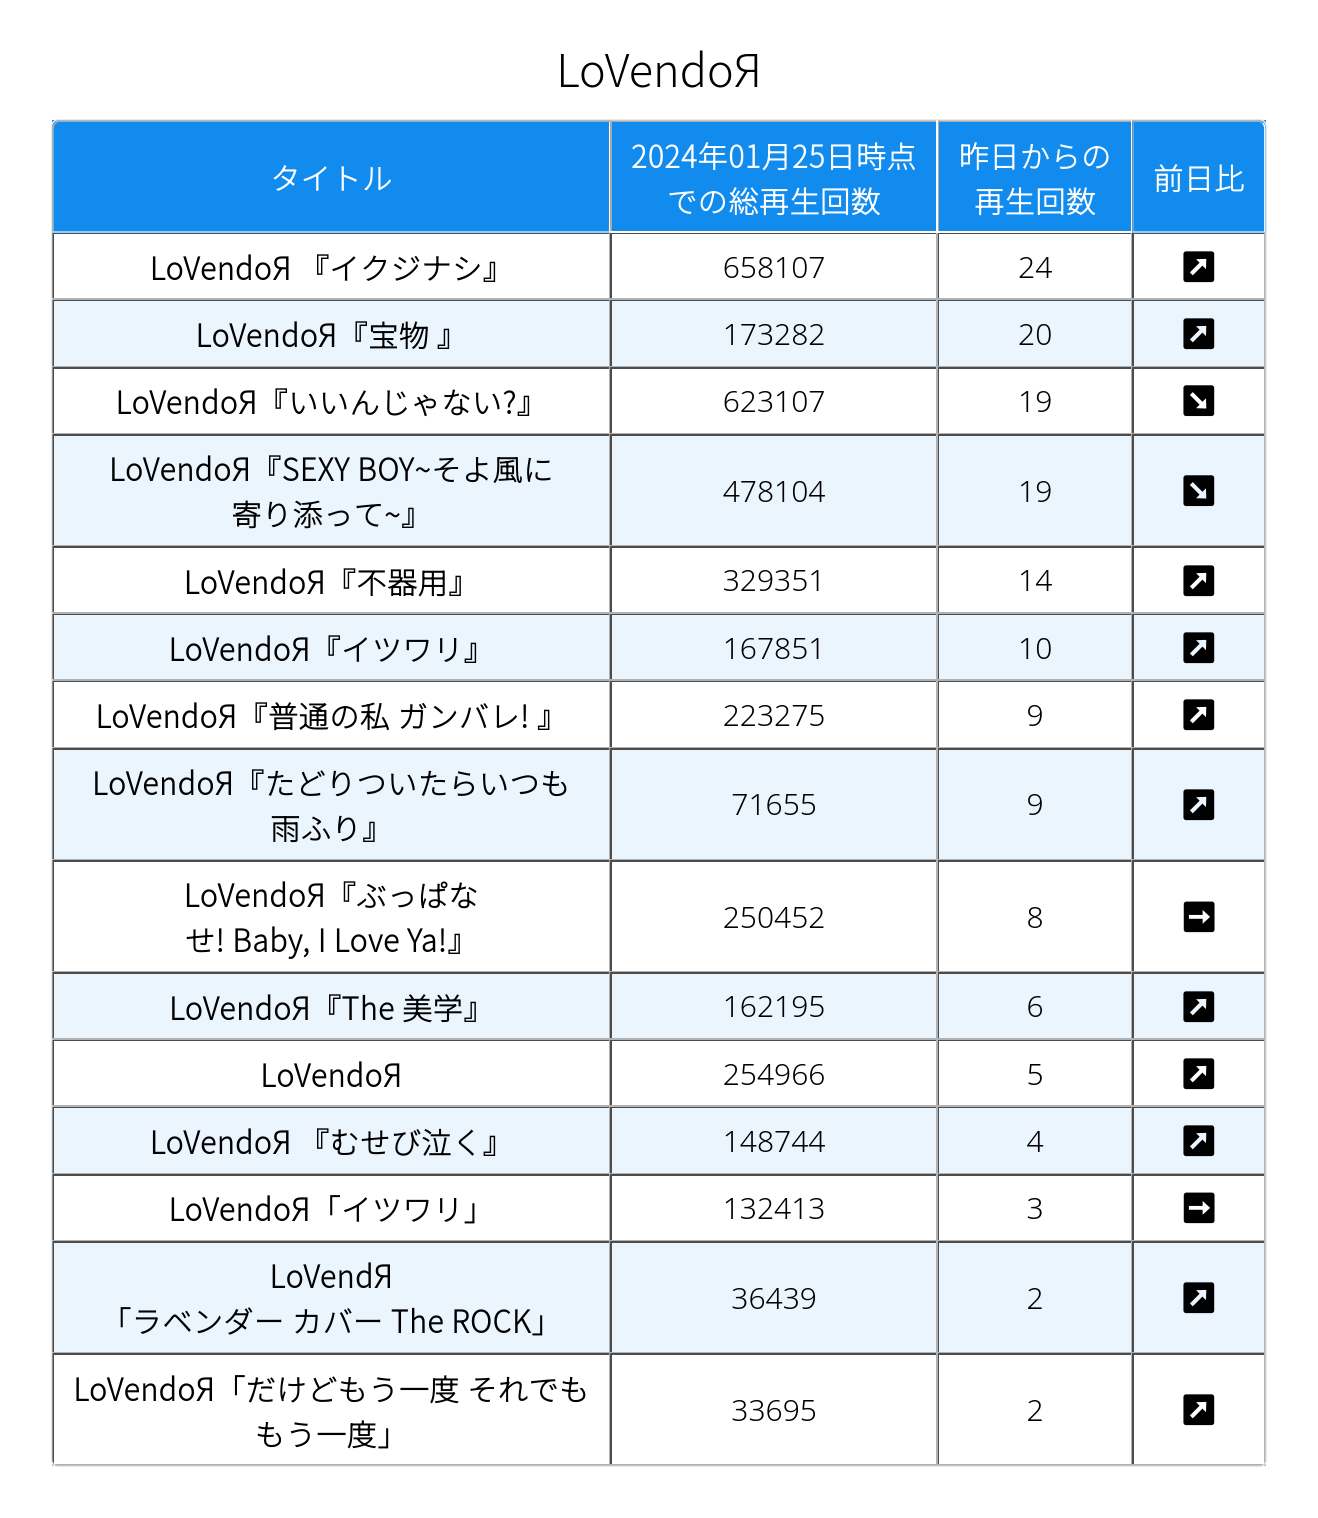 LoVendoЯ
タイトル
2024年01月25日時点
での総再生回数
昨日からの
再生回数
前日比
LoVendoЯ 『イクジナシ』
658107
24
LoVendoЯ『宝物 』
173282
20
LoVendoЯ『いいんじゃない?』
623107
19
LoVendoЯ『SEXY BOY~そよ風に
寄り添って~』
478104
19
LoVendoЯ『不器用』
329351
14
LoVendoЯ『イツワリ』
167851
10
LoVendoЯ『普通の私 ガンバレ! 』
223275
9
LoVendoЯ『たどりついたらいつも
雨ふり』
71655
9
LoVendoЯ『ぶっぱな
せ! Baby, I Love Ya!』
250452
8
LoVendoЯ『The 美学』
162195
6
LoVendoЯ
254966
5
LoVendoЯ 『むせび泣く』
148744
4
LoVendoЯ「イツワリ」
132413
3
LoVendЯ
「ラベンダー カバー The ROCK」
36439
2
LoVendoЯ「だけどもう一度 それでも
もう一度」
33695
2